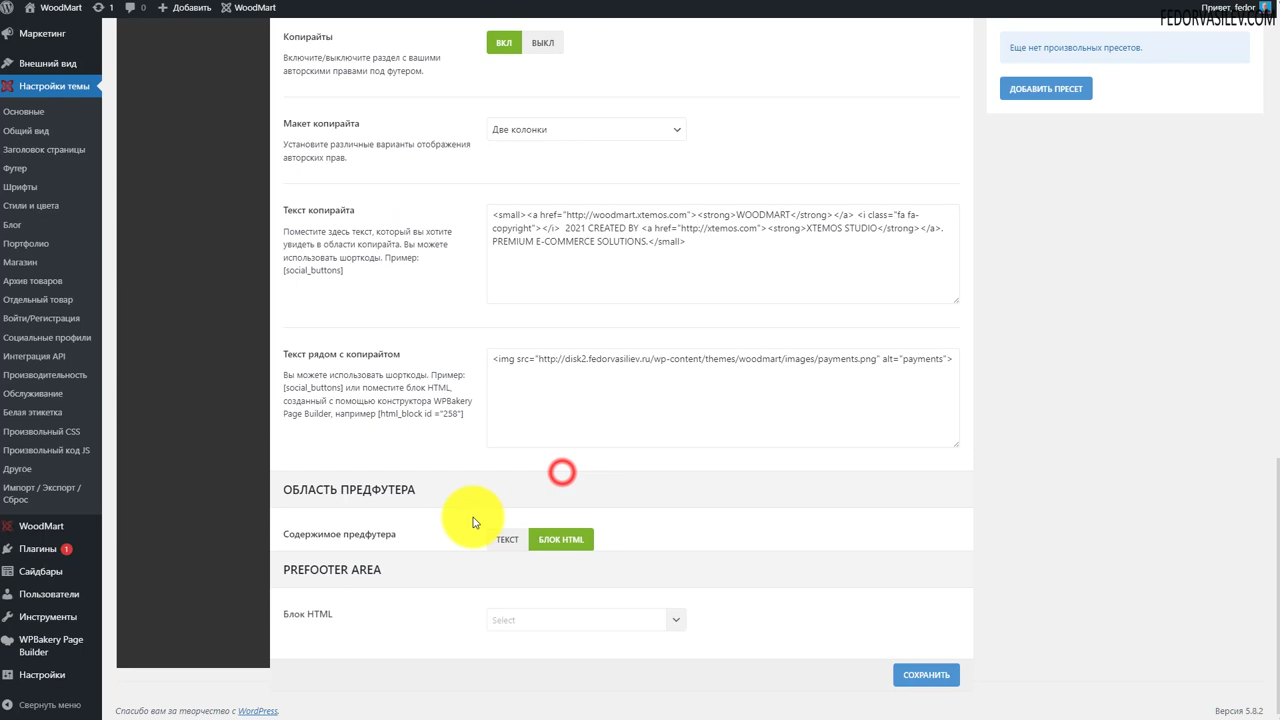 WoodMart 1 0 Добавить WoodMart Привет, fedor
FEDORVASILEV.COM
Маркетинг
Внешний вид
Настройки темы
Основные
Общий вид
Заголовок страницы
Футер
Шрифты
Стили и цвета
Блог
Портфолио
Магазин
Архив товаров
Отдельный товар
Войти/Регистрация
Социальные профили
Интеграция API
Производительность
Обслуживание
Белая этикетка
Произвольный CSS
Произвольный код JS
Другое
Импорт / Экспорт /
Сброс
WoodMart
Плагины 1
Сайдбары
Пользователи
Инструменты
WPBakery Page
Builder
Настройки
Свернуть меню
Копирайты
Включите/выключите раздел с вашими
авторскими правами под футером.
ВКЛ ВЫКЛ
Макет копирайта
Установите различные варианты отображения
авторских прав.
Две колонки
Текст копирайта
Поместите здесь текст, который вы хотите
увидеть в области копирайта. Вы можете
использовать шорткоды. Пример:
[social_buttons]
<small><a href="http://woodmart.xtemos.com"><strong>WOODMART</strong></a> <i class="fa fa-
copyright"></i>  2021 CREATED BY <a href="http://xtemos.com"><strong>XTEMOS STUDIO</strong></a>.
PREMIUM E-COMMERCE SOLUTIONS.</small>
Текст рядом с копирайтом
Вы можете использовать шорткоды. Пример:
[social_buttons] или поместите блок HTML,
созданный с помощью конструктора WPBakery
Page Builder, например [html_block id ="258"]
<img src="http://disk2.fedorvasiliev.ru/wp-content/themes/woodmart/images/payments.png" alt="payments">
ОБЛАСТЬ ПРЕДФУТЕРА
Содержимое предфутера
ТЕКСТ БЛОК HTML
PREFOOTER AREA
Блок HTML
Select
СОХРАНИТЬ
Еще нет произвольных пресетов.
ДОБАВИТЬ ПРЕСЕТ
Спасибо вам за творчество с WordPress.
Версия 5.8.2